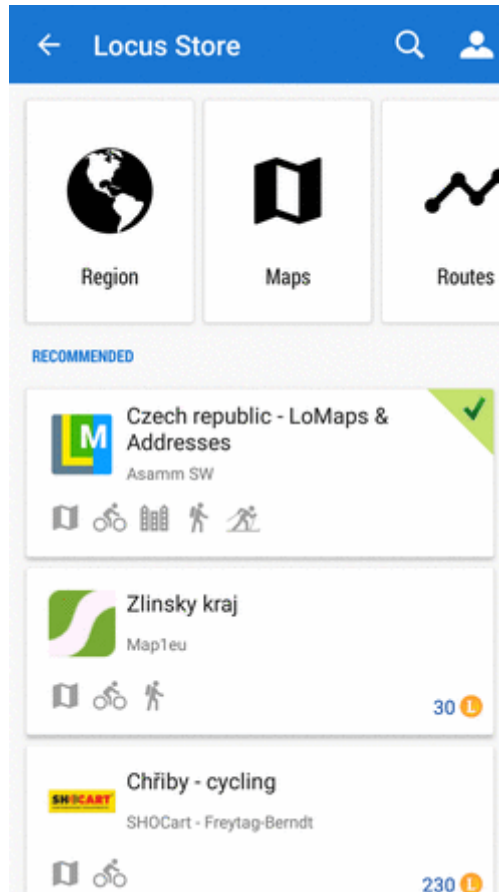 Locus Store
Region
Maps
Routes
RECOMMENDED
M
Czech republic - LoMaps &
Addresses
Asamm SW
Zlinsky kraj
Map1eu
30 L
SHOCART
Chřiby - cycling
SHOCart - Freytag-Berndt
230 L